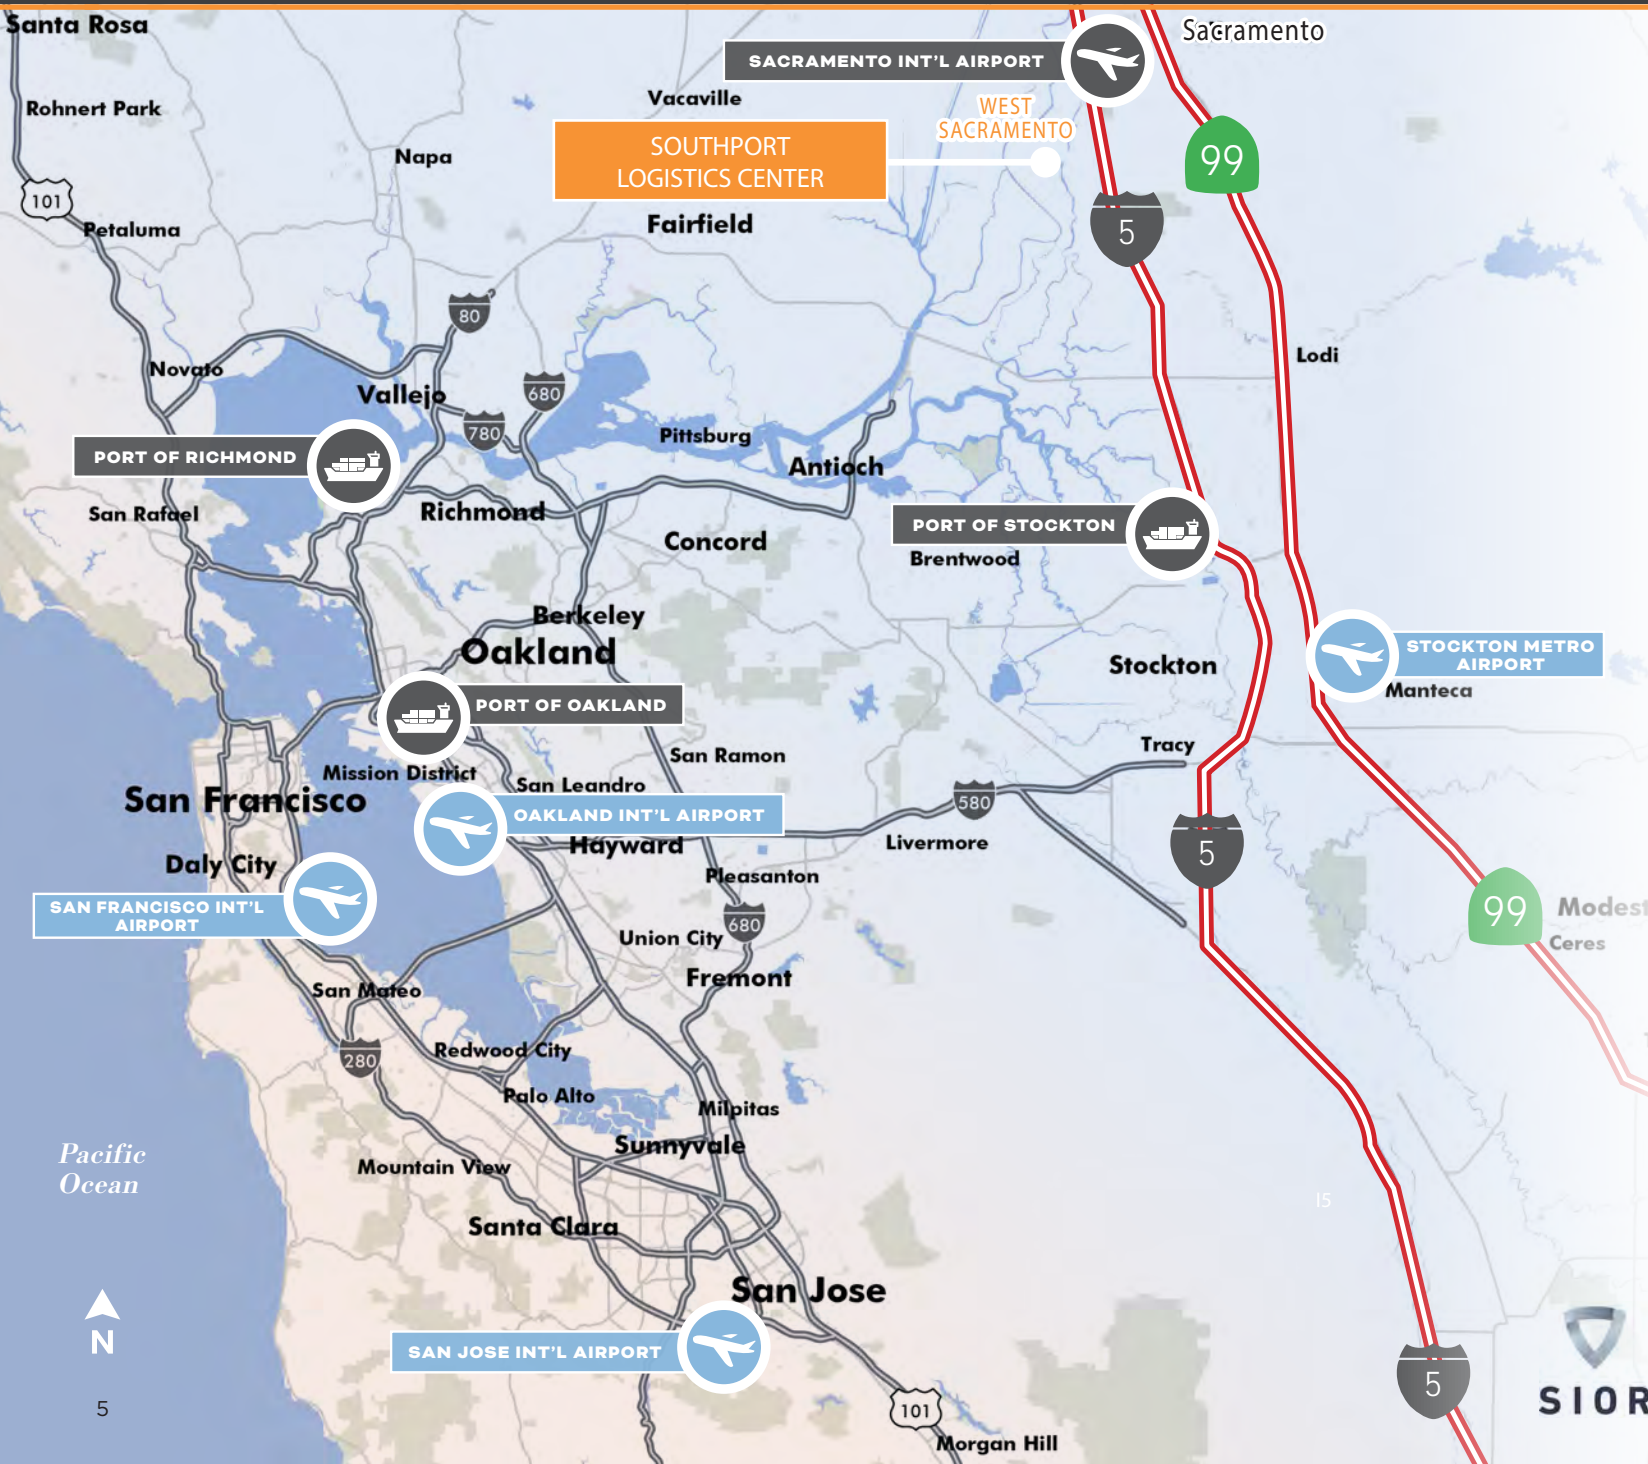 Santa Rosa
Sacramento
SACRAMENTO INT'L AIRPORT
Rohnert Park
Vacaville
WEST
SACRAMENTO
SOUTHPORT
LOGISTICS CENTER
Napa
99
101
Petaluma
Fairfield
5
80
Lodi
Novato
Vallejo
680
780
Pittsburg
PORT OF RICHMOND
Antioch
San Rafael
Richmond
PORT OF STOCKTON
Concord
Brentwood
Berkeley
Oakland
STOCKTON METRO
AIRPORT
Stockton
Manteca
PORT OF OAKLAND
San Ramon
Tracy
Mission District
San Leandro
San Francisco
580
OAKLAND INT'L AIRPORT
Hayward
Livermore
5
Daly City
Pleasanton
SAN FRANCISCO INT'L
AIRPORT
99
Modest
680
Union City
Ceres
Fremont
San Mateo
280
Redwood City
Palo Alto
Milpitas
Pacific
Ocean
Sunnyvale
Mountain View
15
Santa Clara
San Jose
N
SAN JOSE INT'L AIRPORT
5
SIOR
5
101
Morgan Hill